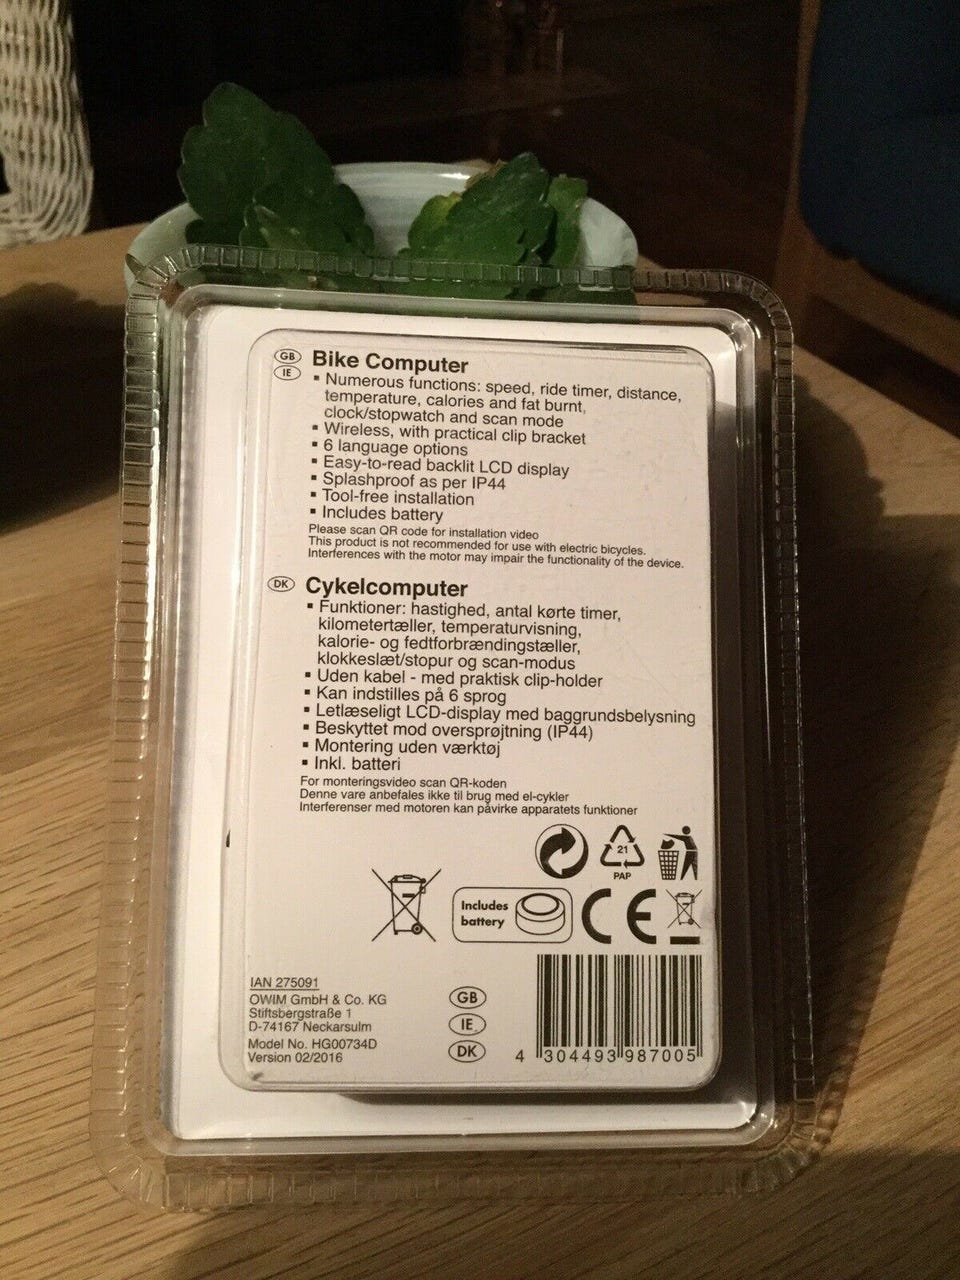 GB
IE
Bike Computer
▪ Numerous functions: speed, ride timer, distance,
temperature, calories and fat burnt,
clock/stopwatch and scan mode
▪ Wireless, with practical clip bracket
▪ 6 language options
▪ Easy-to-read backlit LCD display
▪ Splashproof as per IP44
▪ Tool-free installation
▪ Includes battery
Please scan QR code for installation video
This product is not recommended for use with electric bicycles.
Interferences with the motor may impair the functionality of the device.
DK
Cykelcomputer
▪ Funktioner: hastighed, antal kørte timer,
kilometertæller, temperaturvisning,
kalorie- og fedtforbrændingstæller,
klokkeslæt/stopur og scan-modus
▪ Uden kabel - med praktisk clip-holder
▪ Kan indstilles på 6 sprog
▪ Letlæseligt LCD-display med baggrundsbelysning
▪ Beskyttet mod oversprøjtning (IP44)
▪ Montering uden værktøj
▪ Inkl. batteri
For monteringsvideo scan QR-koden
Denne vare anbefales ikke til brug med el-cykler
Interferenser med motoren kan påvirke apparatets funktioner
21
PAP
Includes
battery
CE
IAN 275091
OWIM GmbH & Co. KG
Stiftsbergstraße 1
D-74167 Neckarsulm
Model No. HG00734D
Version 02/2016
GB
IE
DK
4 304493 987005